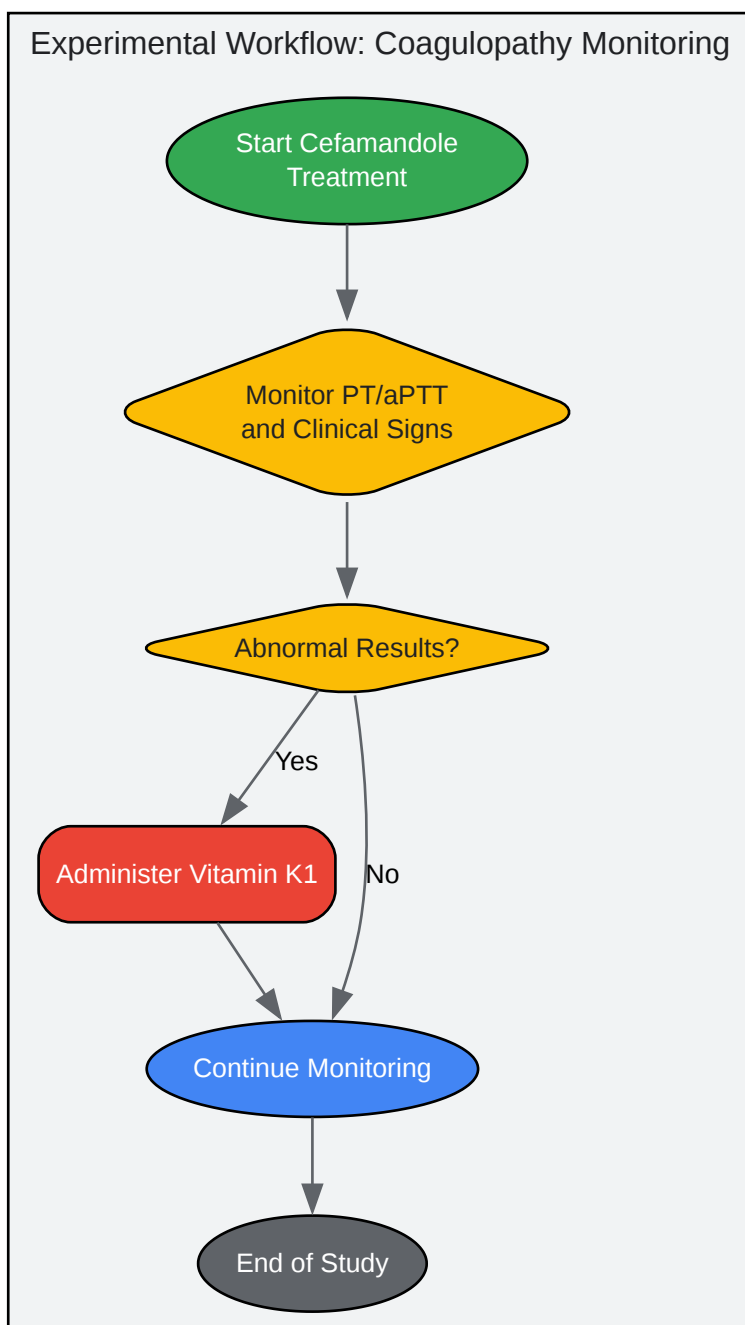 Experimental Workflow: Coagulopathy Monitoring
Start Cefamandole
Treatment
Monitor PT/aPTT
and Clinical Signs
Abnormal Results?
Yes
Administer Vitamin K1
No
Continue Monitoring
End of Study